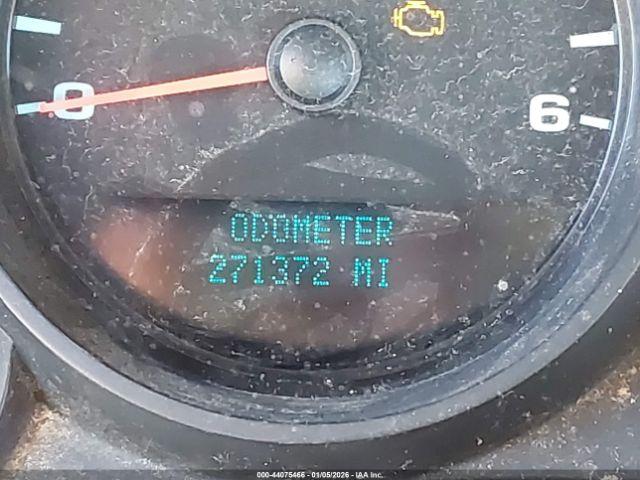 0
6
ODOMETER
271372 MI
000-44075466 - 01/05/2026 - IAA Inc.